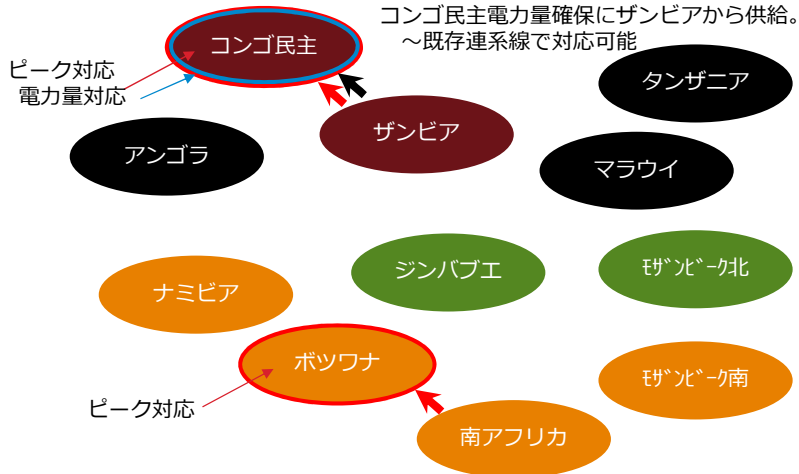 コンゴ民主電力量確保にザンビアから供給。
～既存連系線で対応可能
コンゴ民主
ピーク対応
電力量対応
タンザニア
ザンビア
アンゴラ
マラウイ
ジンバブエ
ﾓｻﾞﾝﾋﾞｰｸ北
ナミビア
ボツワナ
ﾓｻﾞﾝﾋﾞｰｸ南
ピーク対応
南アフリカ